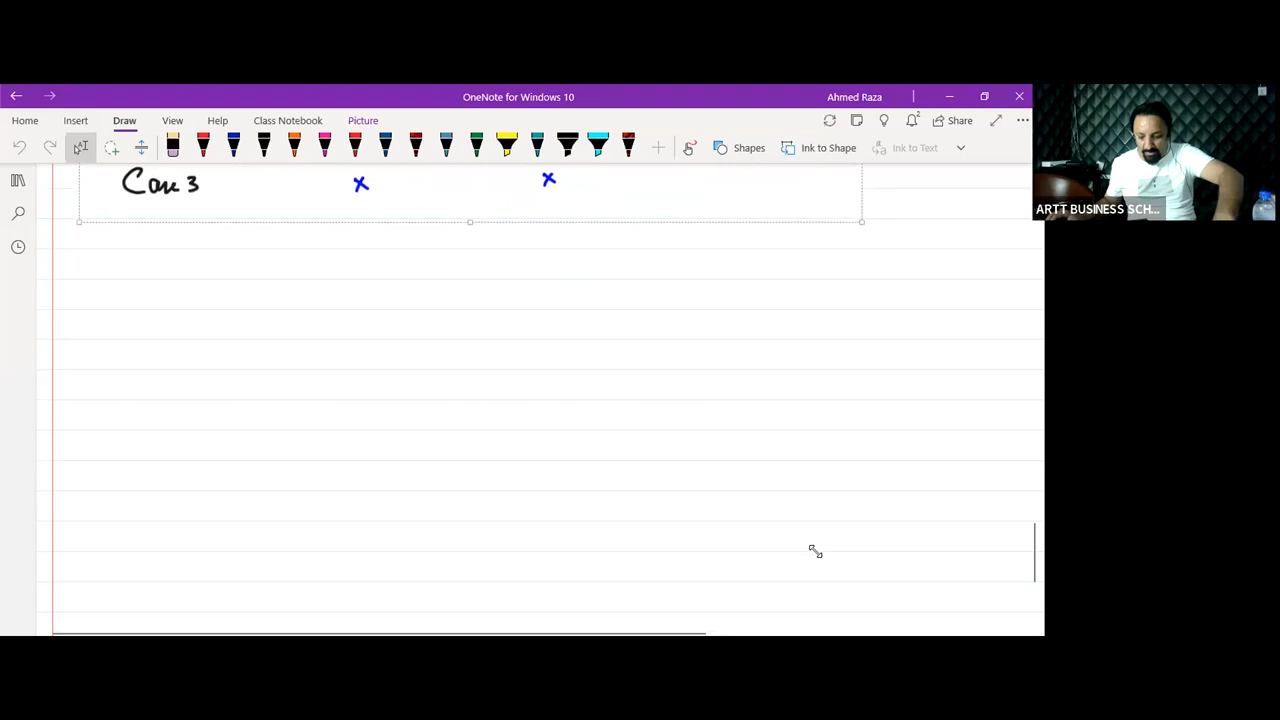 OneNote for Windows 10
Ahmed Raza
Home Insert Draw View Help Class Notebook Picture
Share
Shapes Ink to Shape Ink to Text
Case 3 x x
ARTT BUSINESS SCH...